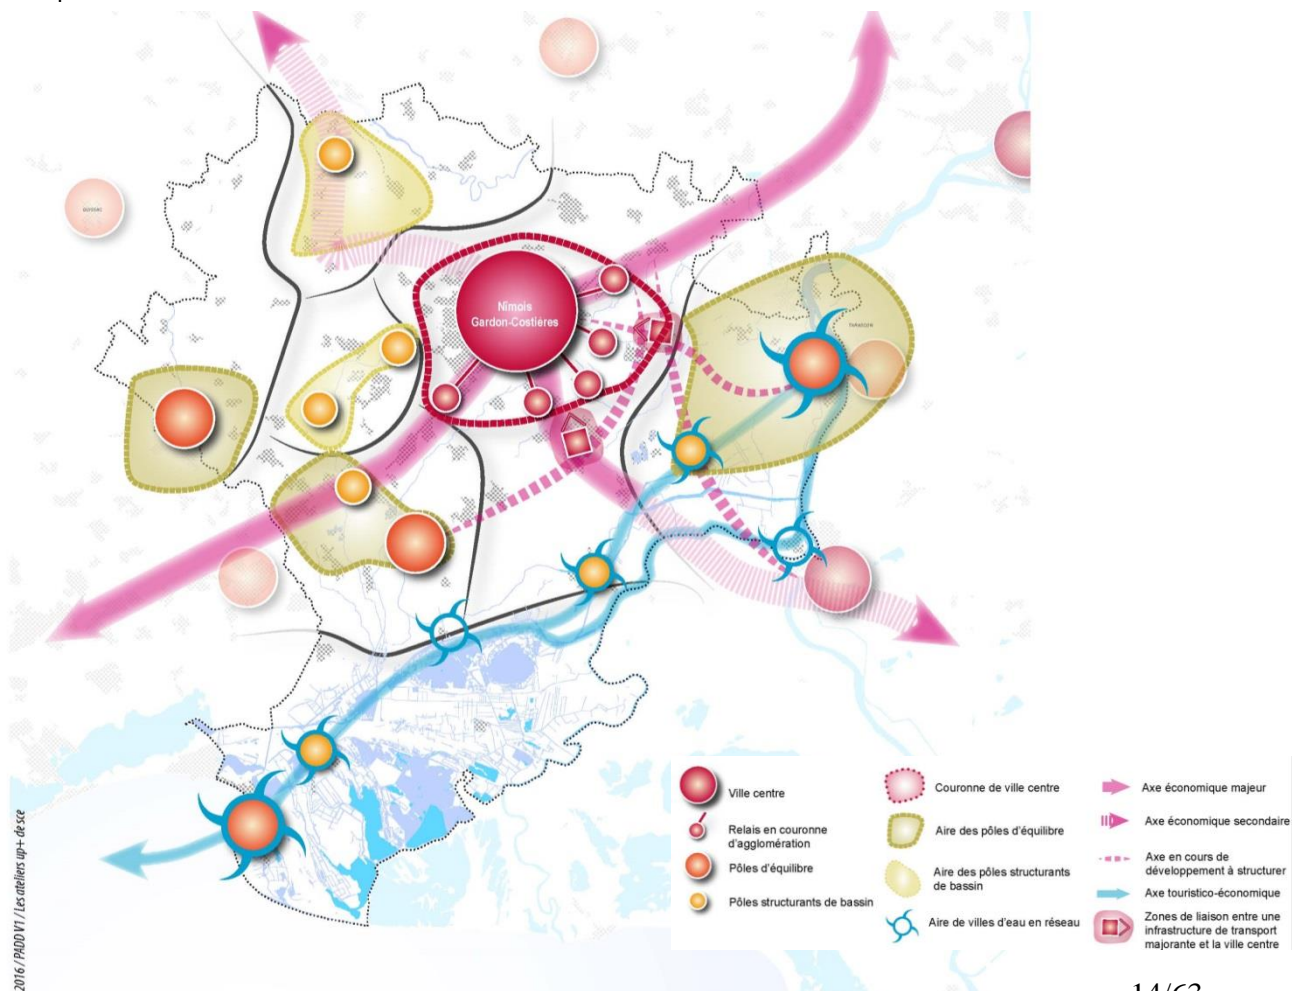 Nîmois
Gardon-Costières
TARASCON
Ville centre
Relais en couronne
d'agglomération
Pôles d'équilibre
Pôles structurants de bassin
Couronne de ville centre
Aire des pôles d'équilibre
Aire des pôles structurants
de bassin
Aire de villes d'eau en réseau
Axe économique majeur
Axe économique secondaire
Axe en cours de
développement à structurer
Axe touristico-économique
Zones de liaison entre une
infrastructure de transport
majorante et la ville centre
2016 / PADD V1 / Les ateliers up+ de sce
14/63